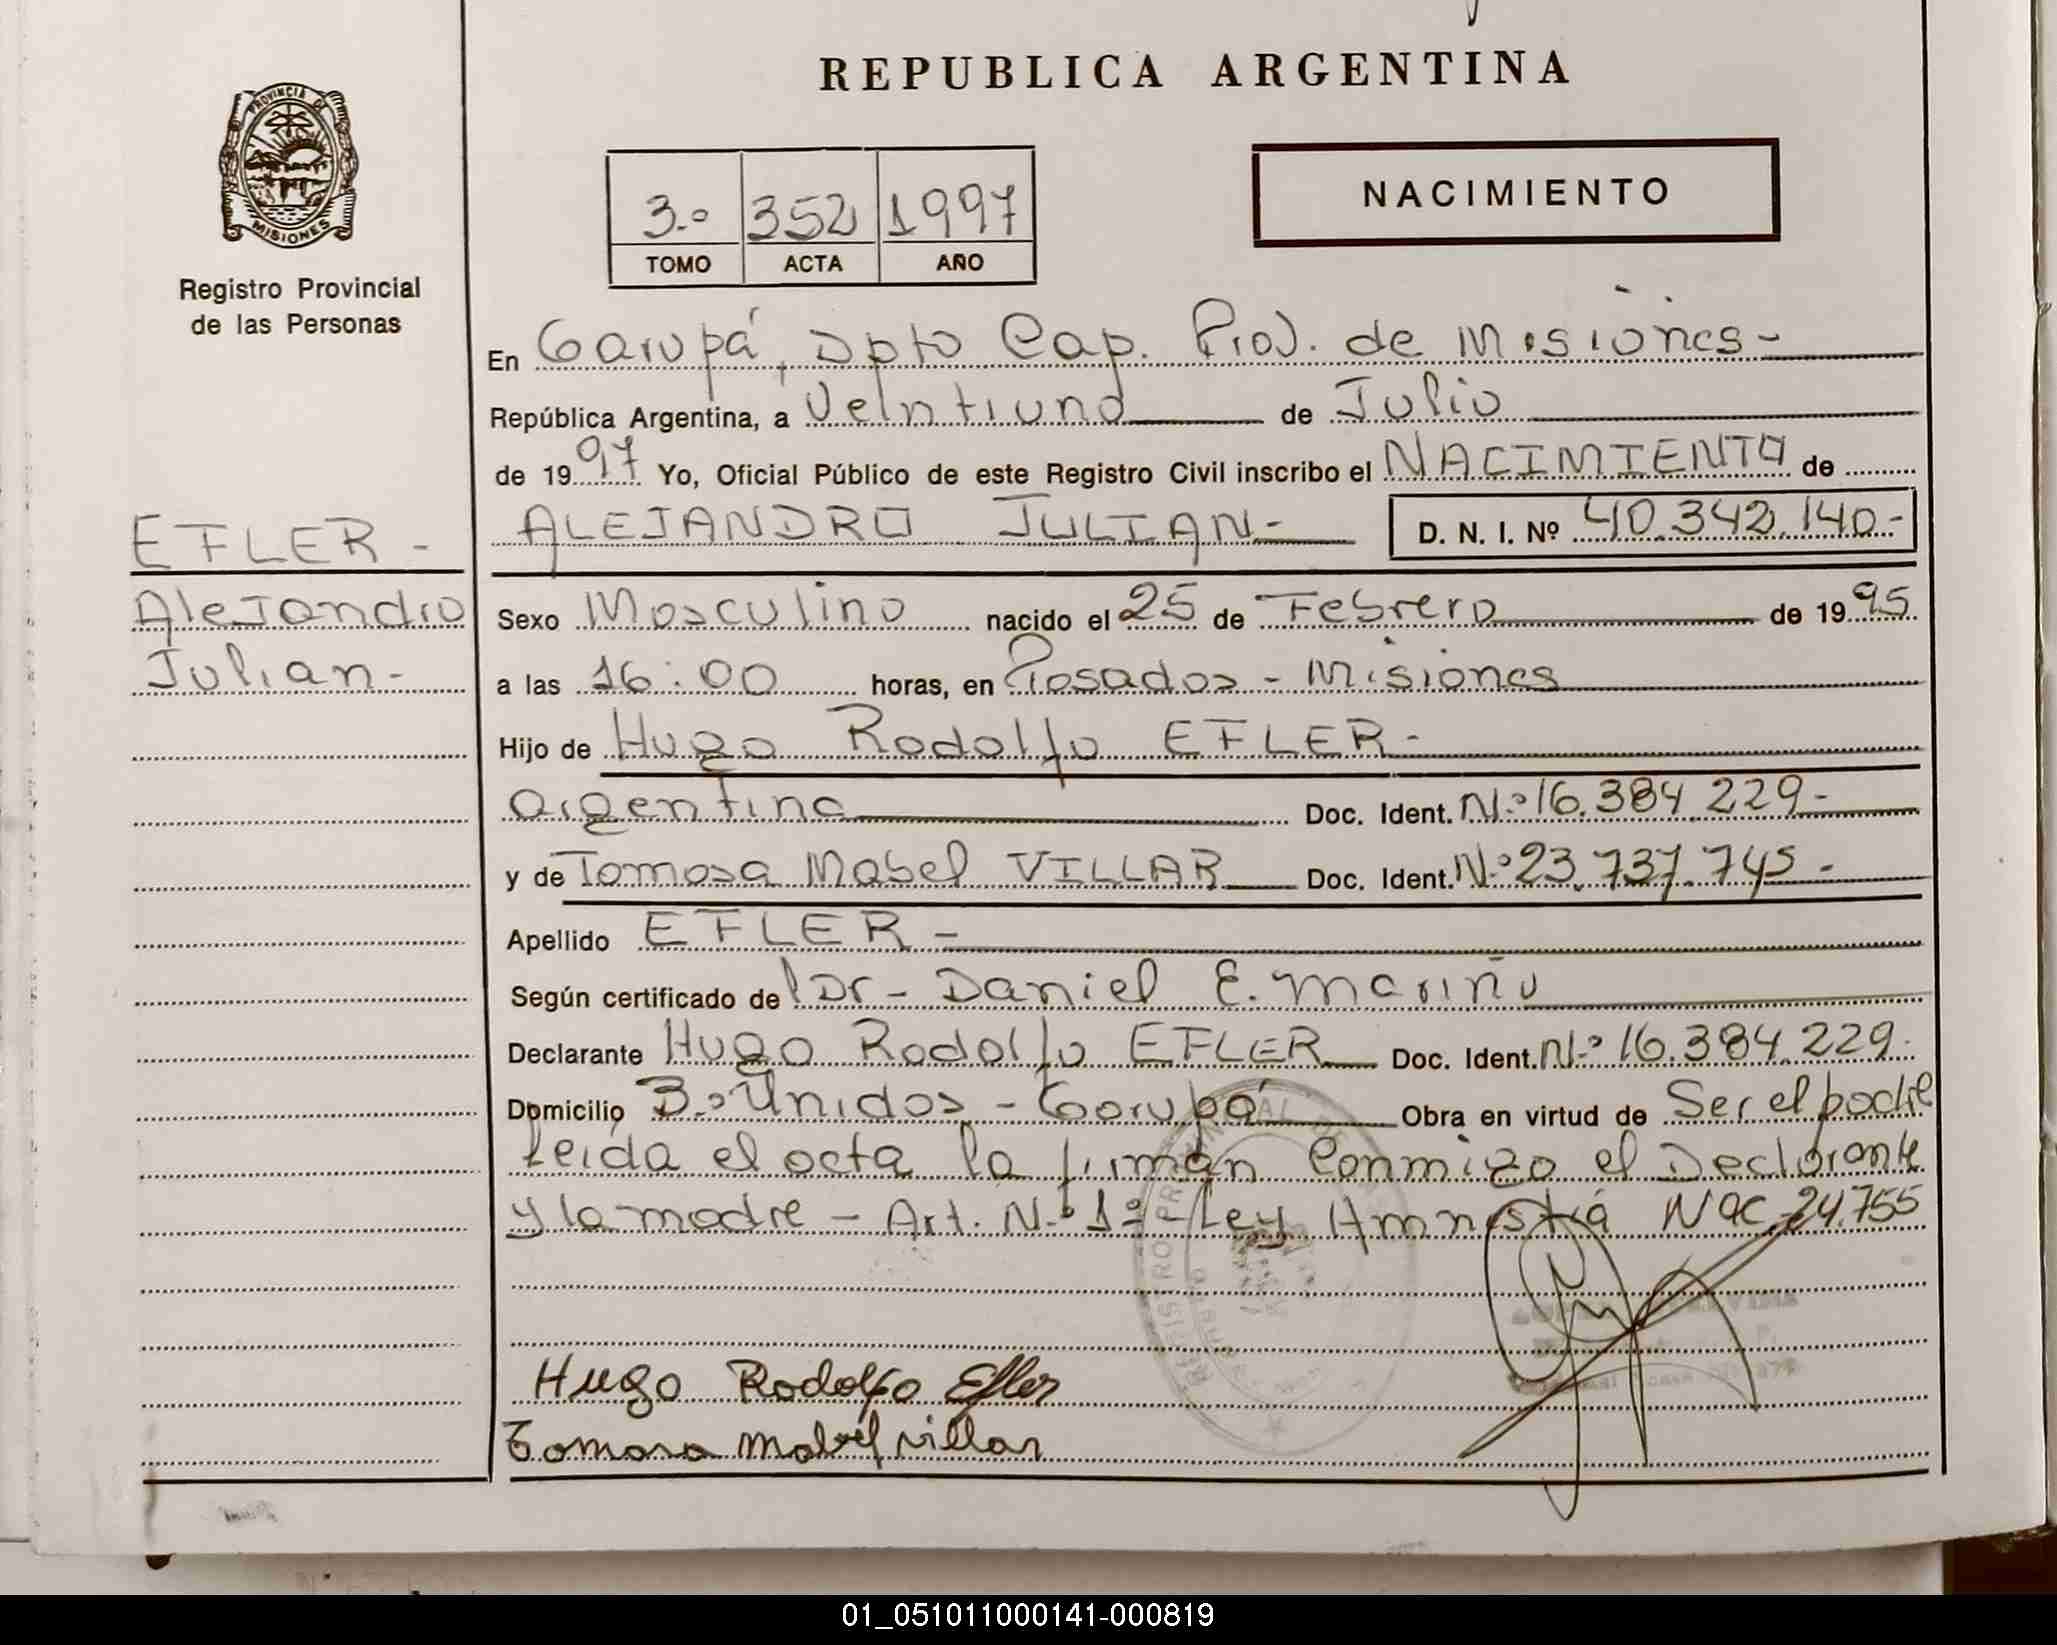 REPUBLICA ARGENTINA
PROVINCIA DE
MISIONES
Registro Provincial
de las Personas
NACIMIENTO
3.º 352 1997
TOMO ACTA AÑO
En Garupá, Dpto Cap. Prov. de Misiones -
República Argentina, a Veintiuno de Julio
de 1997 Yo, Oficial Público de este Registro Civil inscribo el NACIMIENTO de
EFLER -
ALEJANDRO JULIAN - D. N. I. Nº 40.342.140.-
Alejandro
Julian -
Sexo Masculino nacido el 25 de Febrero de 1995
a las 16:00 horas, en Posadas - Misiones
Hijo de Hugo Rodolfo EFLER -
argentina Doc. Ident. N.º 16.384.229.-
y de Tomasa Mabel VILLAR Doc. Ident. N.º 23.737.745 -
Apellido EFLER -
Según certificado de Dr - Daniel E. Mariño
Declarante Hugo Rodolfo EFLER Doc. Ident. N.º 16.384.229.
Domicilio B.º Unidos - Garupá Obra en virtud de Ser el padre
Leída el acta la firman conmigo el Declarante
y la madre - Art. N.º 1º - Ley Amnistía Nac. 24.755
Hugo Rodolfo Efler
Tomasa Mabel Villar
01_051011000141-000819